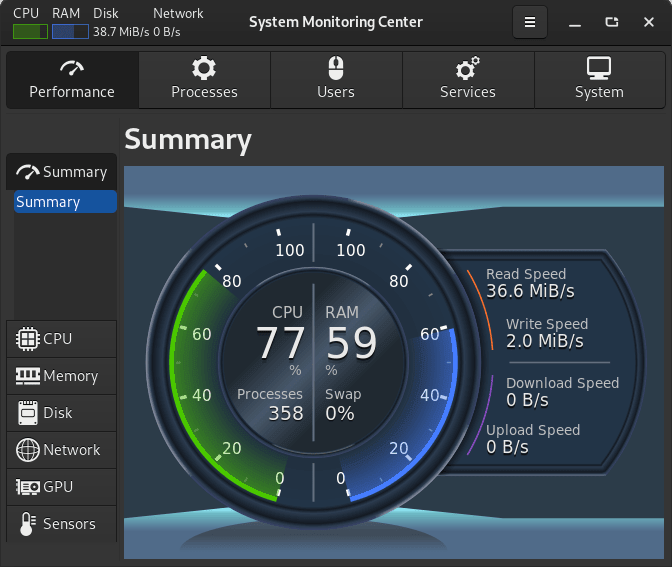 CPU RAM Disk Network
38.7 MiB/s 0 B/s
System Monitoring Center
Performance
Processes
Users
Services
System
Summary
Summary
Summary
CPU
Memory
Disk
Network
GPU
Sensors
100 100
80 80
60 60
40 40
20 20
0 0
CPU RAM
77 59
% %
Processes Swap
358 0%
Read Speed
36.6 MiB/s
Write Speed
2.0 MiB/s
Download Speed
0 B/s
Upload Speed
0 B/s